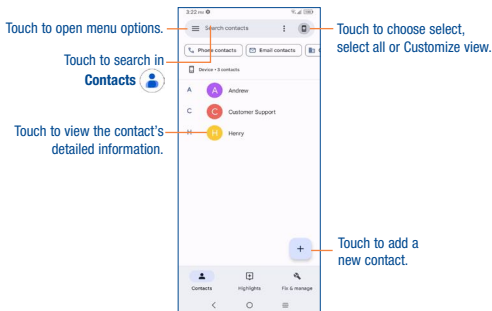 Touch to open menu options.
Touch to search in
Contacts
Touch to view the contact's
detailed information.
3:22 PM
Search contacts
Phone contacts
Email contacts
Device • 3 contacts
A
A
Andrew
C
C
Customer Support
H
H
Henry
+
Contacts
Highlights
Fix & manage
Touch to choose select,
select all or Customize view.
Touch to add a
new contact.